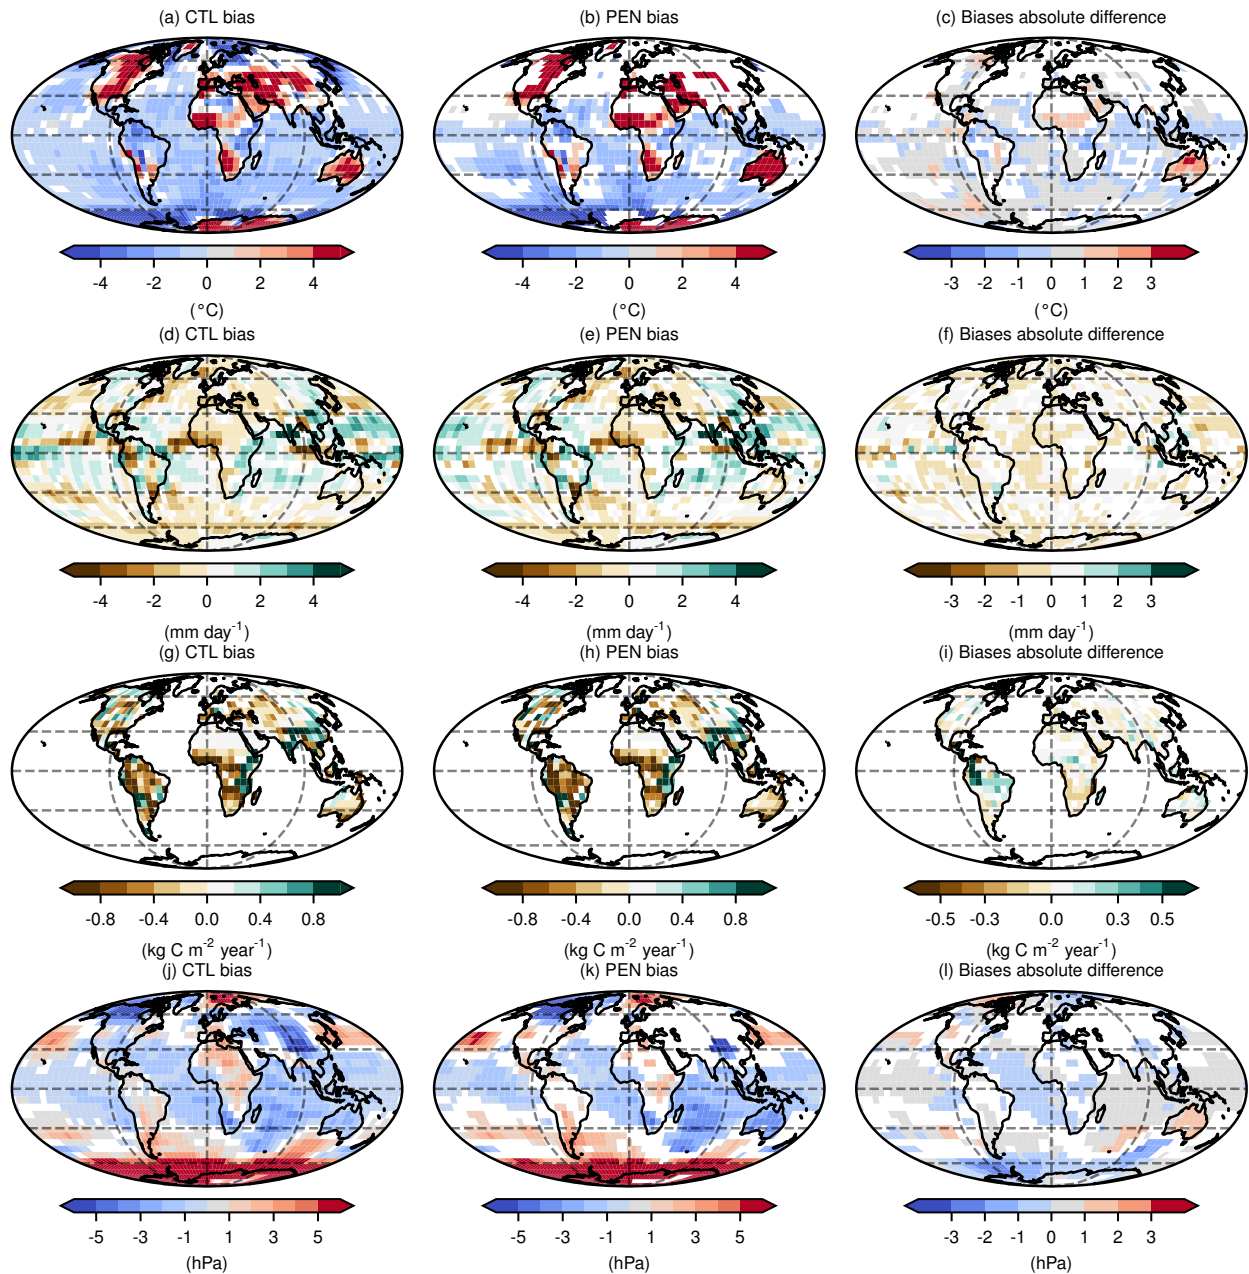 (a) CTL bias
(b) PEN bias
(c) Biases absolute difference
-4 -2 0 2 4
-4 -2 0 2 4
-3 -2 -1 0 1 2 3
(°C)
(°C)
(°C)
(d) CTL bias
(e) PEN bias
(f) Biases absolute difference
-4 -2 0 2 4
-4 -2 0 2 4
-3 -2 -1 0 1 2 3
(mm day⁻¹)
(mm day⁻¹)
(mm day⁻¹)
(g) CTL bias
(h) PEN bias
(i) Biases absolute difference
-0.8 -0.4 0.0 0.4 0.8
-0.8 -0.4 0.0 0.4 0.8
-0.5 -0.3 0.0 0.3 0.5
(kg C m⁻² year⁻¹)
(kg C m⁻² year⁻¹)
(kg C m⁻² year⁻¹)
(j) CTL bias
(k) PEN bias
(l) Biases absolute difference
-5 -3 -1 1 3 5
-5 -3 -1 1 3 5
-3 -2 -1 0 1 2 3
(hPa)
(hPa)
(hPa)